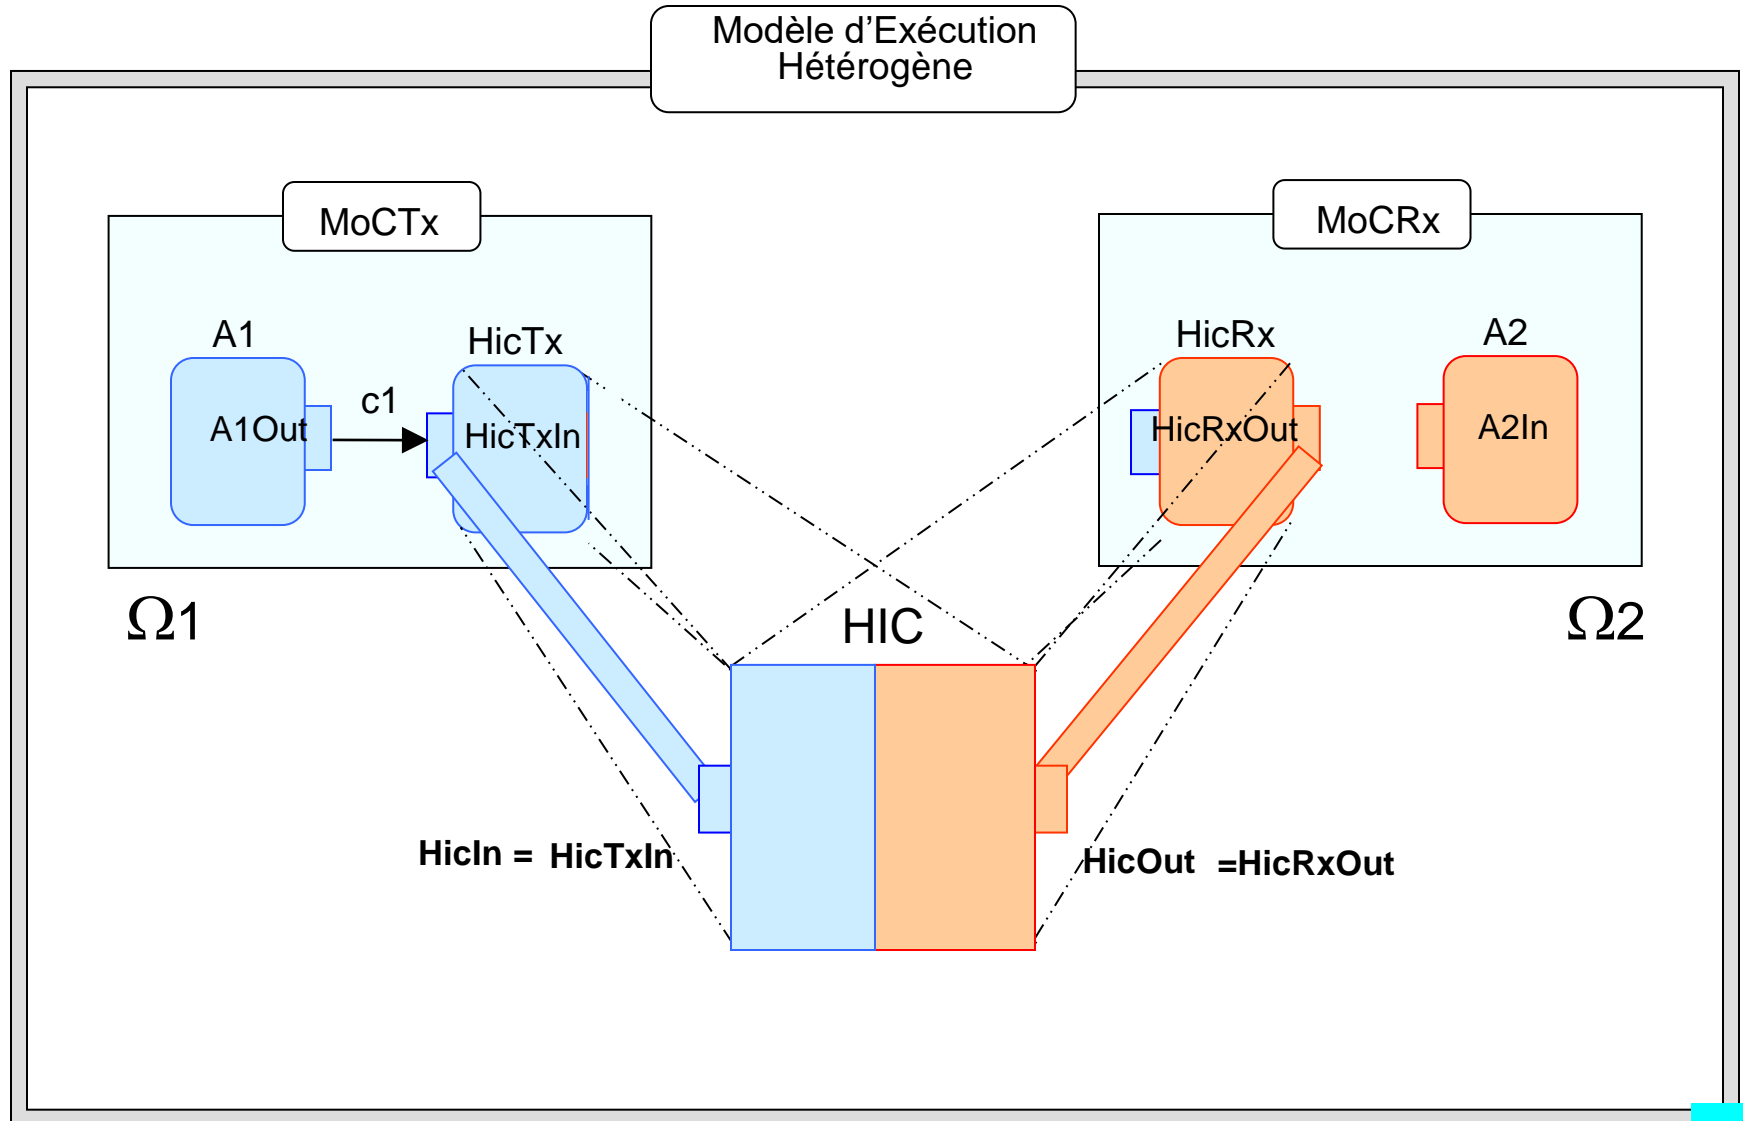 Modèle d'Exécution
Hétérogène
MoCTx
MoCRx
A1
HicTx
HicRx
A2
c1
A1Out
HicTxIn
HicRxOut
A2In
Ω1
HIC
Ω2
HicIn = HicTxIn
HicOut =HicRxOut